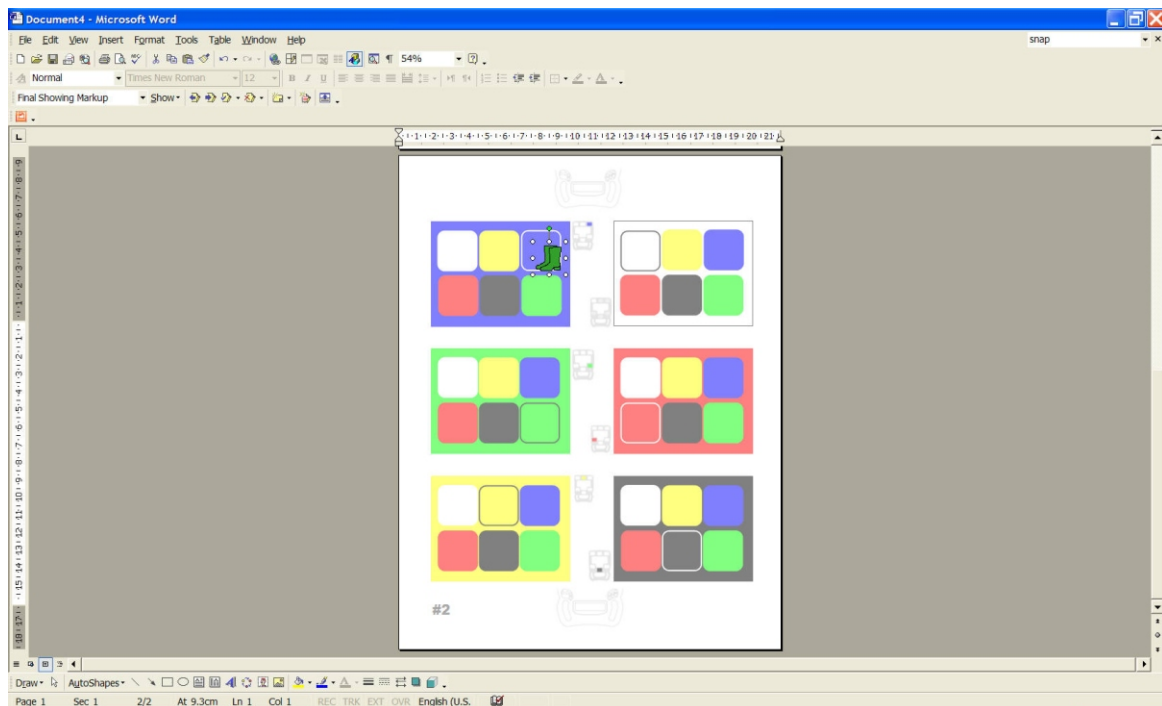 Document4 - Microsoft Word
File Edit View Insert Format Tools Table Window Help
snap
54%
Normal Times New Roman 12 B I U
Final Showing Markup Show
#2
Draw AutoShapes
Page 1 Sec 1 2/2 At 9.3cm Ln 1 Col 1 REC TRK EXT OVR English (U.S.